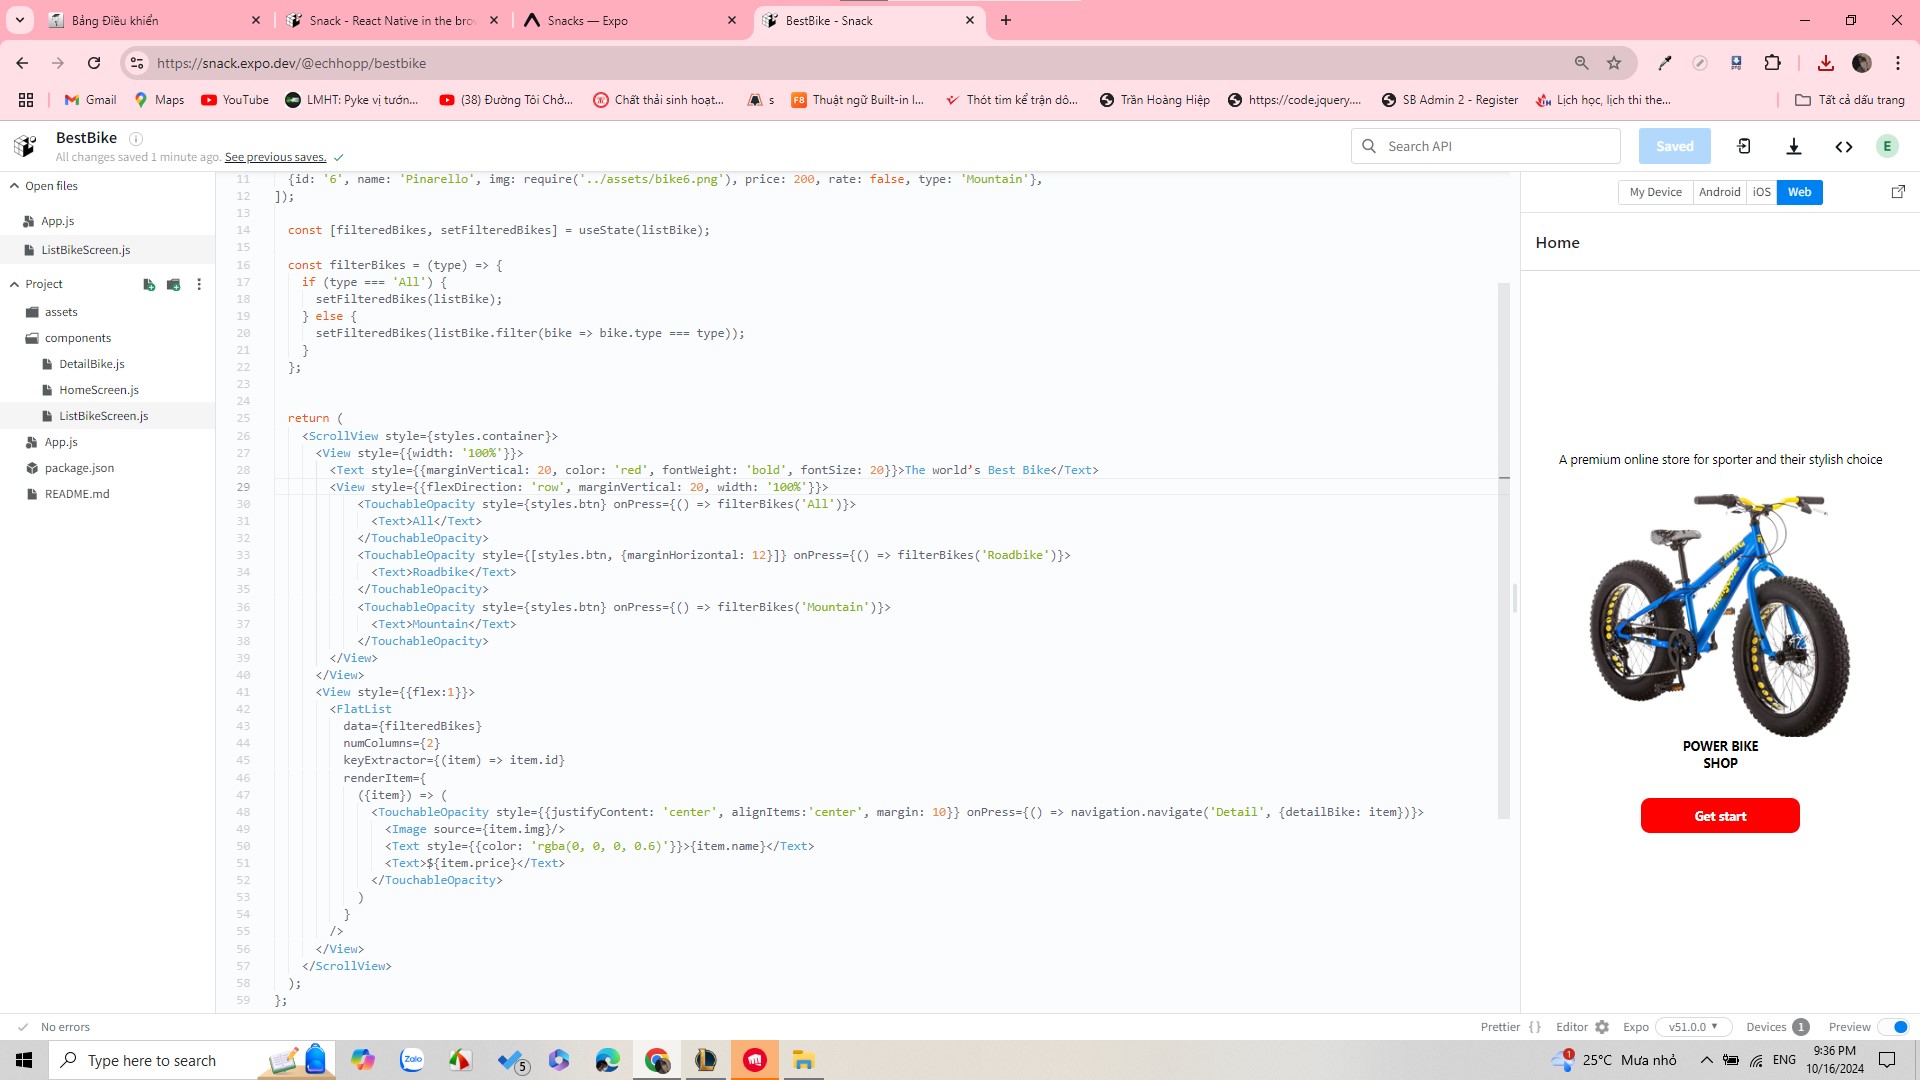 Bảng Điều khiển
Snack - React Native in the bro
Snacks — Expo
BestBike - Snack
https://snack.expo.dev/@echhopp/bestbike
Gmail
Maps
YouTube
LMHT: Pyke vị tướn...
(38) Đường Tôi Chở...
Chất thải sinh hoạt...
s
Thuật ngữ Built-in I...
Thót tim kể trận dô...
Trần Hoàng Hiệp
https://code.jquery....
SB Admin 2 - Register
Lịch học, lịch thi the...
Tất cả dấu trang
BestBike
All changes saved 1 minute ago. See previous saves.
Search API
Saved
E
Open files
App.js
ListBikeScreen.js
Project
assets
components
DetailBike.js
HomeScreen.js
ListBikeScreen.js
App.js
package.json
README.md
11 {id: '6', name: 'Pinarello', img: require('../assets/bike6.png'), price: 200, rate: false, type: 'Mountain'},
12 ]);
13
14 const [filteredBikes, setFilteredBikes] = useState(listBike);
15
16 const filterBikes = (type) => {
17 if (type === 'All') {
18 setFilteredBikes(listBike);
19 } else {
20 setFilteredBikes(listBike.filter(bike => bike.type === type));
21 }
22 };
23
24
25 return (
26 <ScrollView style={styles.container}>
27 <View style={{width: '100%'}}>
28 <Text style={{marginVertical: 20, color: 'red', fontWeight: 'bold', fontSize: 20}}>The world’s Best Bike</Text>
29 <View style={{flexDirection: 'row', marginVertical: 20, width: '100%'}}>
30 <TouchableOpacity style={styles.btn} onPress={() => filterBikes('All')}>
31 <Text>All</Text>
32 </TouchableOpacity>
33 <TouchableOpacity style={[styles.btn, {marginHorizontal: 12}]} onPress={() => filterBikes('Roadbike')}>
34 <Text>Roadbike</Text>
35 </TouchableOpacity>
36 <TouchableOpacity style={styles.btn} onPress={() => filterBikes('Mountain')}>
37 <Text>Mountain</Text>
38 </TouchableOpacity>
39 </View>
40 </View>
41 <View style={{flex:1}}>
42 <FlatList
43 data={filteredBikes}
44 numColumns={2}
45 keyExtractor={(item) => item.id}
46 renderItem={
47 ({item}) => (
48 <TouchableOpacity style={{justifyContent: 'center', alignItems:'center', margin: 10}} onPress={() => navigation.navigate('Detail', {detailBike: item})}>
49 <Image source={item.img}/>
50 <Text style={{color: 'rgba(0, 0, 0, 0.6)'}}>{item.name}</Text>
51 <Text>${item.price}</Text>
52 </TouchableOpacity>
53 )
54 }
55 />
56 </View>
57 </ScrollView>
58 );
59 };
My Device
Android
iOS
Web
Home
A premium online store for sporter and their stylish choice
POWER BIKE
SHOP
Get start
No errors
Prettier { }
Editor
Expo
v51.0.0
Devices 1
Preview
Type here to search
Zalo
5
1
25°C Mưa nhỏ
ENG
9:36 PM
10/16/2024